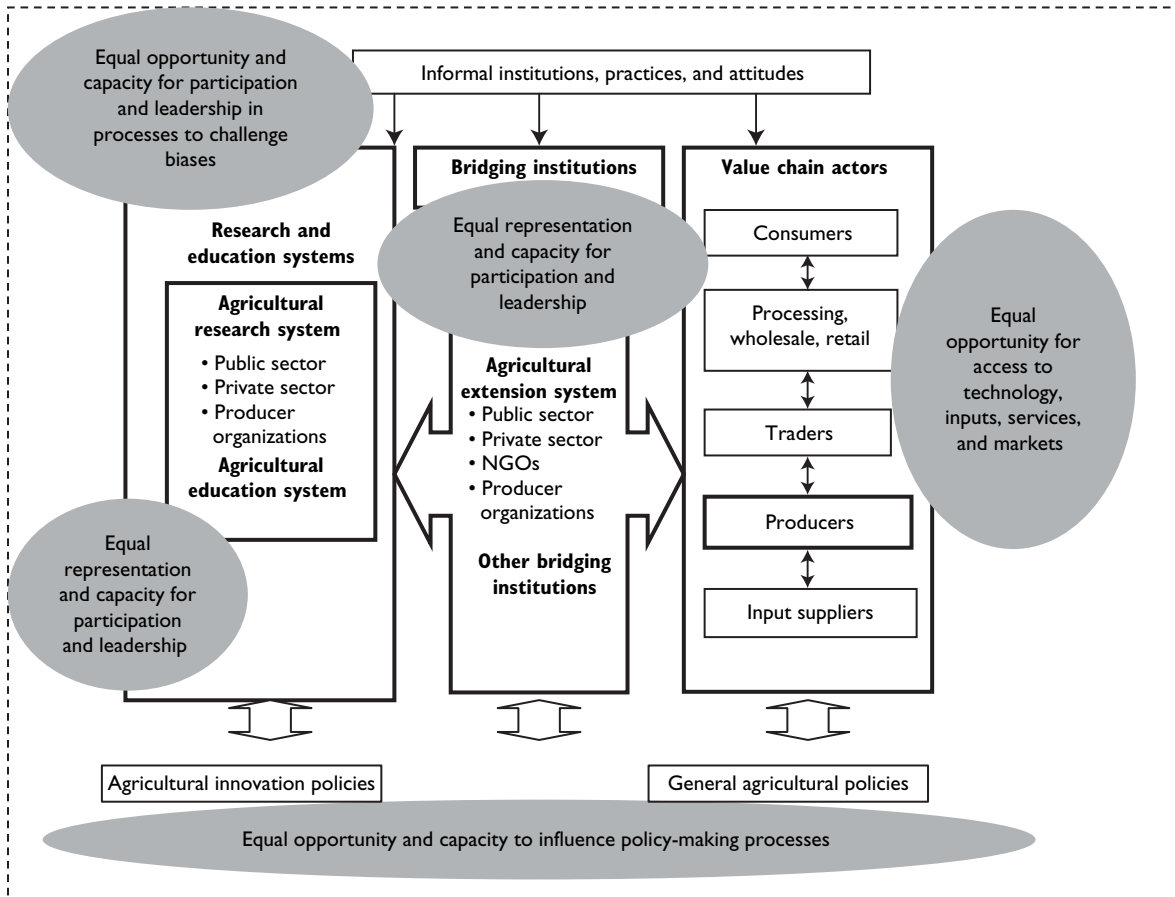 Equal opportunity and
capacity for participation
and leadership in
processes to challenge
biases
Informal institutions, practices, and attitudes
Research and
education systems
Agricultural
research system
• Public sector
• Private sector
• Producer
organizations
Agricultural
education system
Equal
representation
and capacity for
participation
and leadership
Bridging institutions
Equal representation
and capacity for
participation and
leadership
Agricultural
extension system
• Public sector
• Private sector
• NGOs
• Producer
organizations
Other bridging
institutions
Value chain actors
Consumers
Processing,
wholesale, retail
Traders
Producers
Input suppliers
Equal
opportunity for
access to
technology,
inputs, services,
and markets
Agricultural innovation policies
General agricultural policies
Equal opportunity and capacity to influence policy-making processes